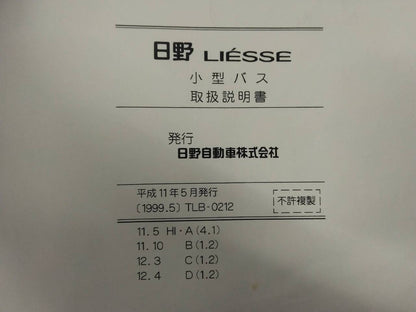 日野 LIÉSSE
小型バス
取扱説明書
発行
日野自動車株式会社
平成11年5月発行
〔1999.5〕TLB-0212
不許複製
11.5 HI・A(4.1)
11.10 B(1.2)
12.3 C(1.2)
12.4 D(1.2)